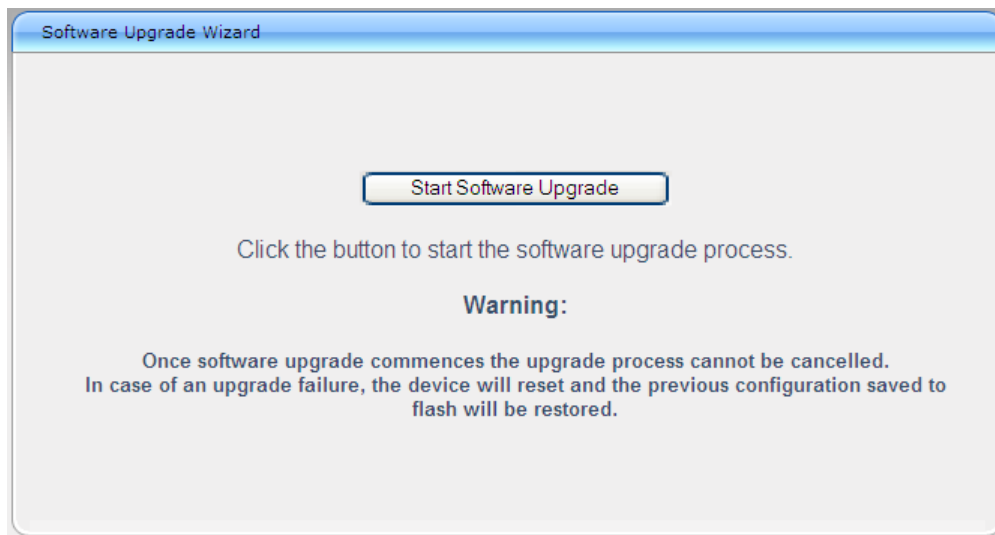 Software Upgrade Wizard
Start Software Upgrade
Click the button to start the software upgrade process.
Warning:
Once software upgrade commences the upgrade process cannot be cancelled.
In case of an upgrade failure, the device will reset and the previous configuration saved to
flash will be restored.